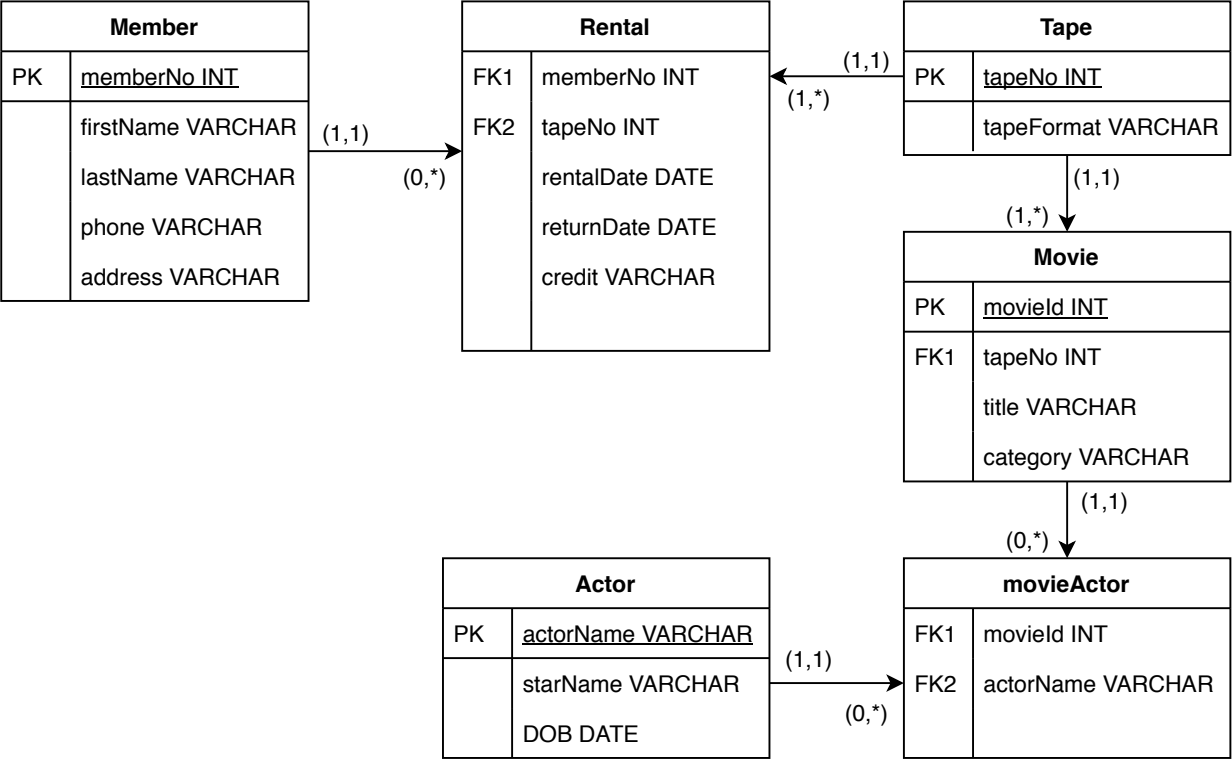 Member
PK memberNo INT
firstName VARCHAR
lastName VARCHAR
phone VARCHAR
address VARCHAR
(1,1)
(0,*)
Rental
FK1 memberNo INT
FK2 tapeNo INT
rentalDate DATE
returnDate DATE
credit VARCHAR
(1,1)
(1,*)
Tape
PK tapeNo INT
tapeFormat VARCHAR
(1,1)
(1,*)
Movie
PK movieId INT
FK1 tapeNo INT
title VARCHAR
category VARCHAR
(1,1)
(0,*)
Actor
PK actorName VARCHAR
starName VARCHAR
DOB DATE
(1,1)
(0,*)
movieActor
FK1 movieId INT
FK2 actorName VARCHAR